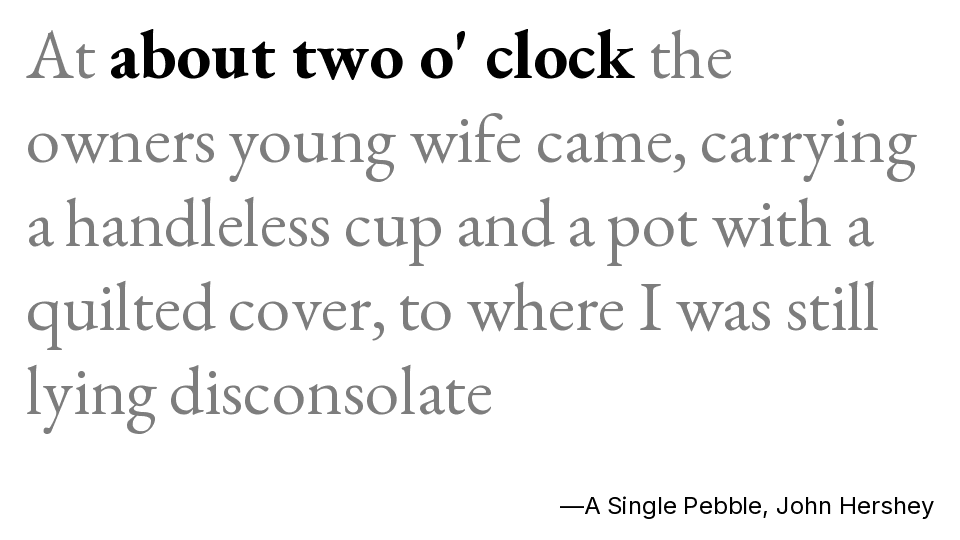 At about two o' clock the
owners young wife came, carrying
a handleless cup and a pot with a
quilted cover, to where I was still
lying disconsolate
—A Single Pebble, John Hershey